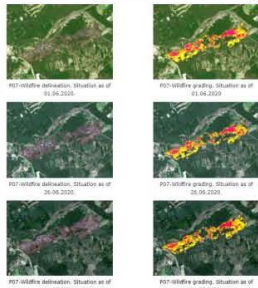 P07-Wildfire delineation. Situation as of
01.06.2020.
P07-Wildfire grading. Situation as of
01.06.2020
P07-Wildfire delineation. Situation as of
26.06.2020.
P07-Wildfire grading. Situation as of
26.06.2020.
P07-Wildfire delineation. Situation as of
P07-Wildfire grading. Situation as of